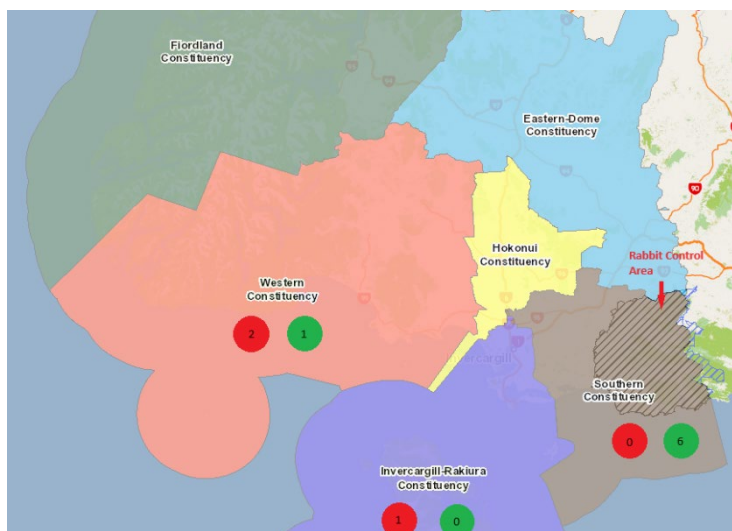 Fiordland
Constituency
Eastern-Dome
Constituency
90
Hokonui
Constituency
Rabbit Control
Area
Western
Constituency
2
1
Invercargill
Southern
Constituency
0
6
Invercargill-Rakiura
Constituency
1
0